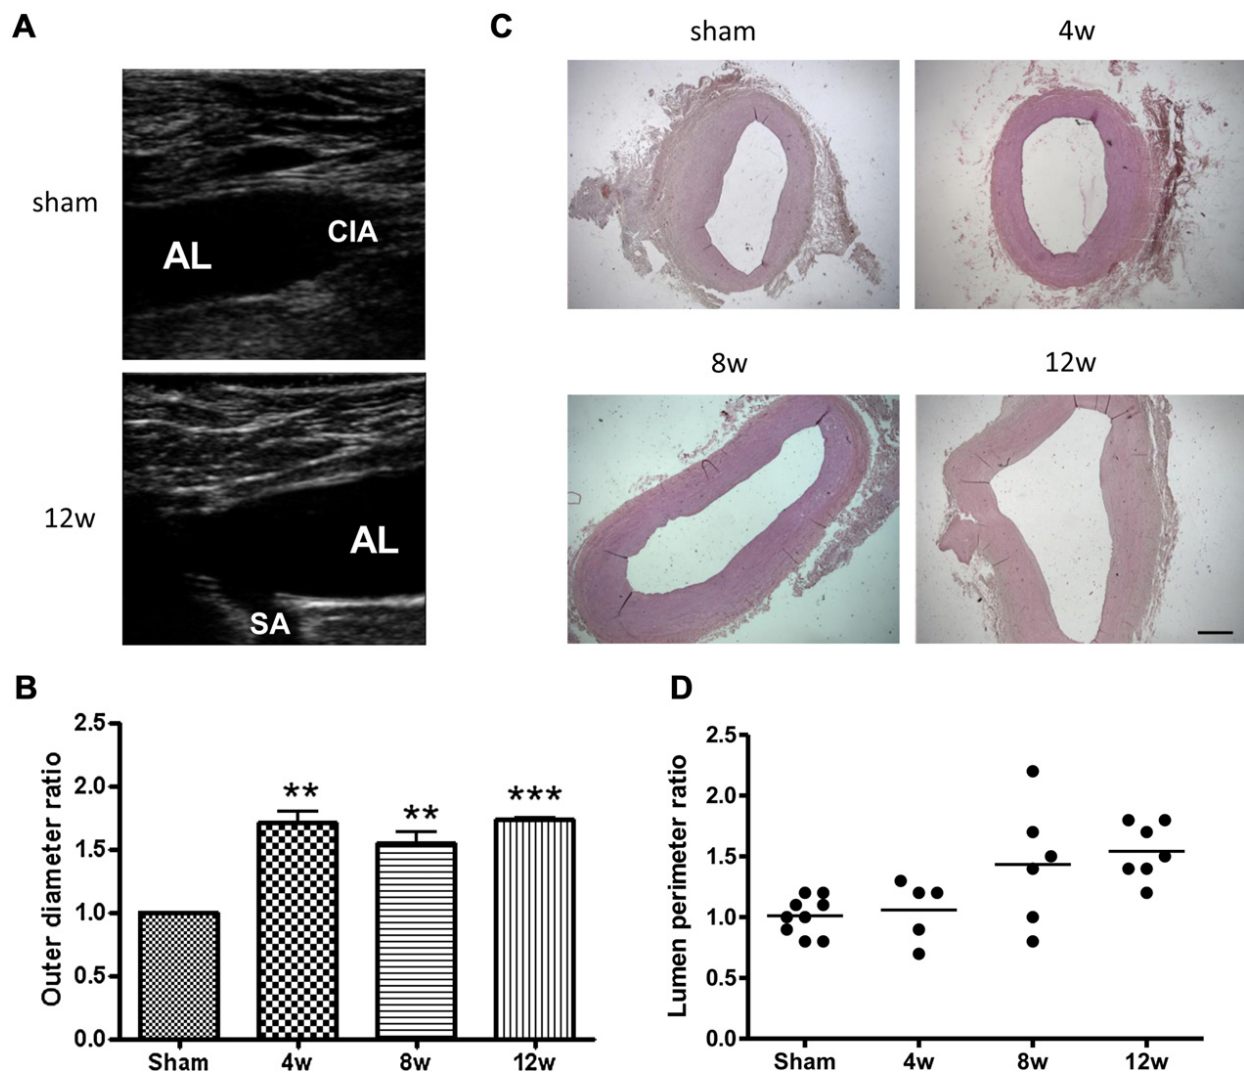 A
sham
AL
CIA
12w
AL
SA
C
sham
4w
8w
12w
B
Outer diameter ratio
2.5
2.0
1.5
1.0
0.5
0.0
**
**
***
Sham 4w 8w 12w
D
Lumen perimeter ratio
2.5
2.0
1.5
1.0
0.5
0.0
Sham 4w 8w 12w